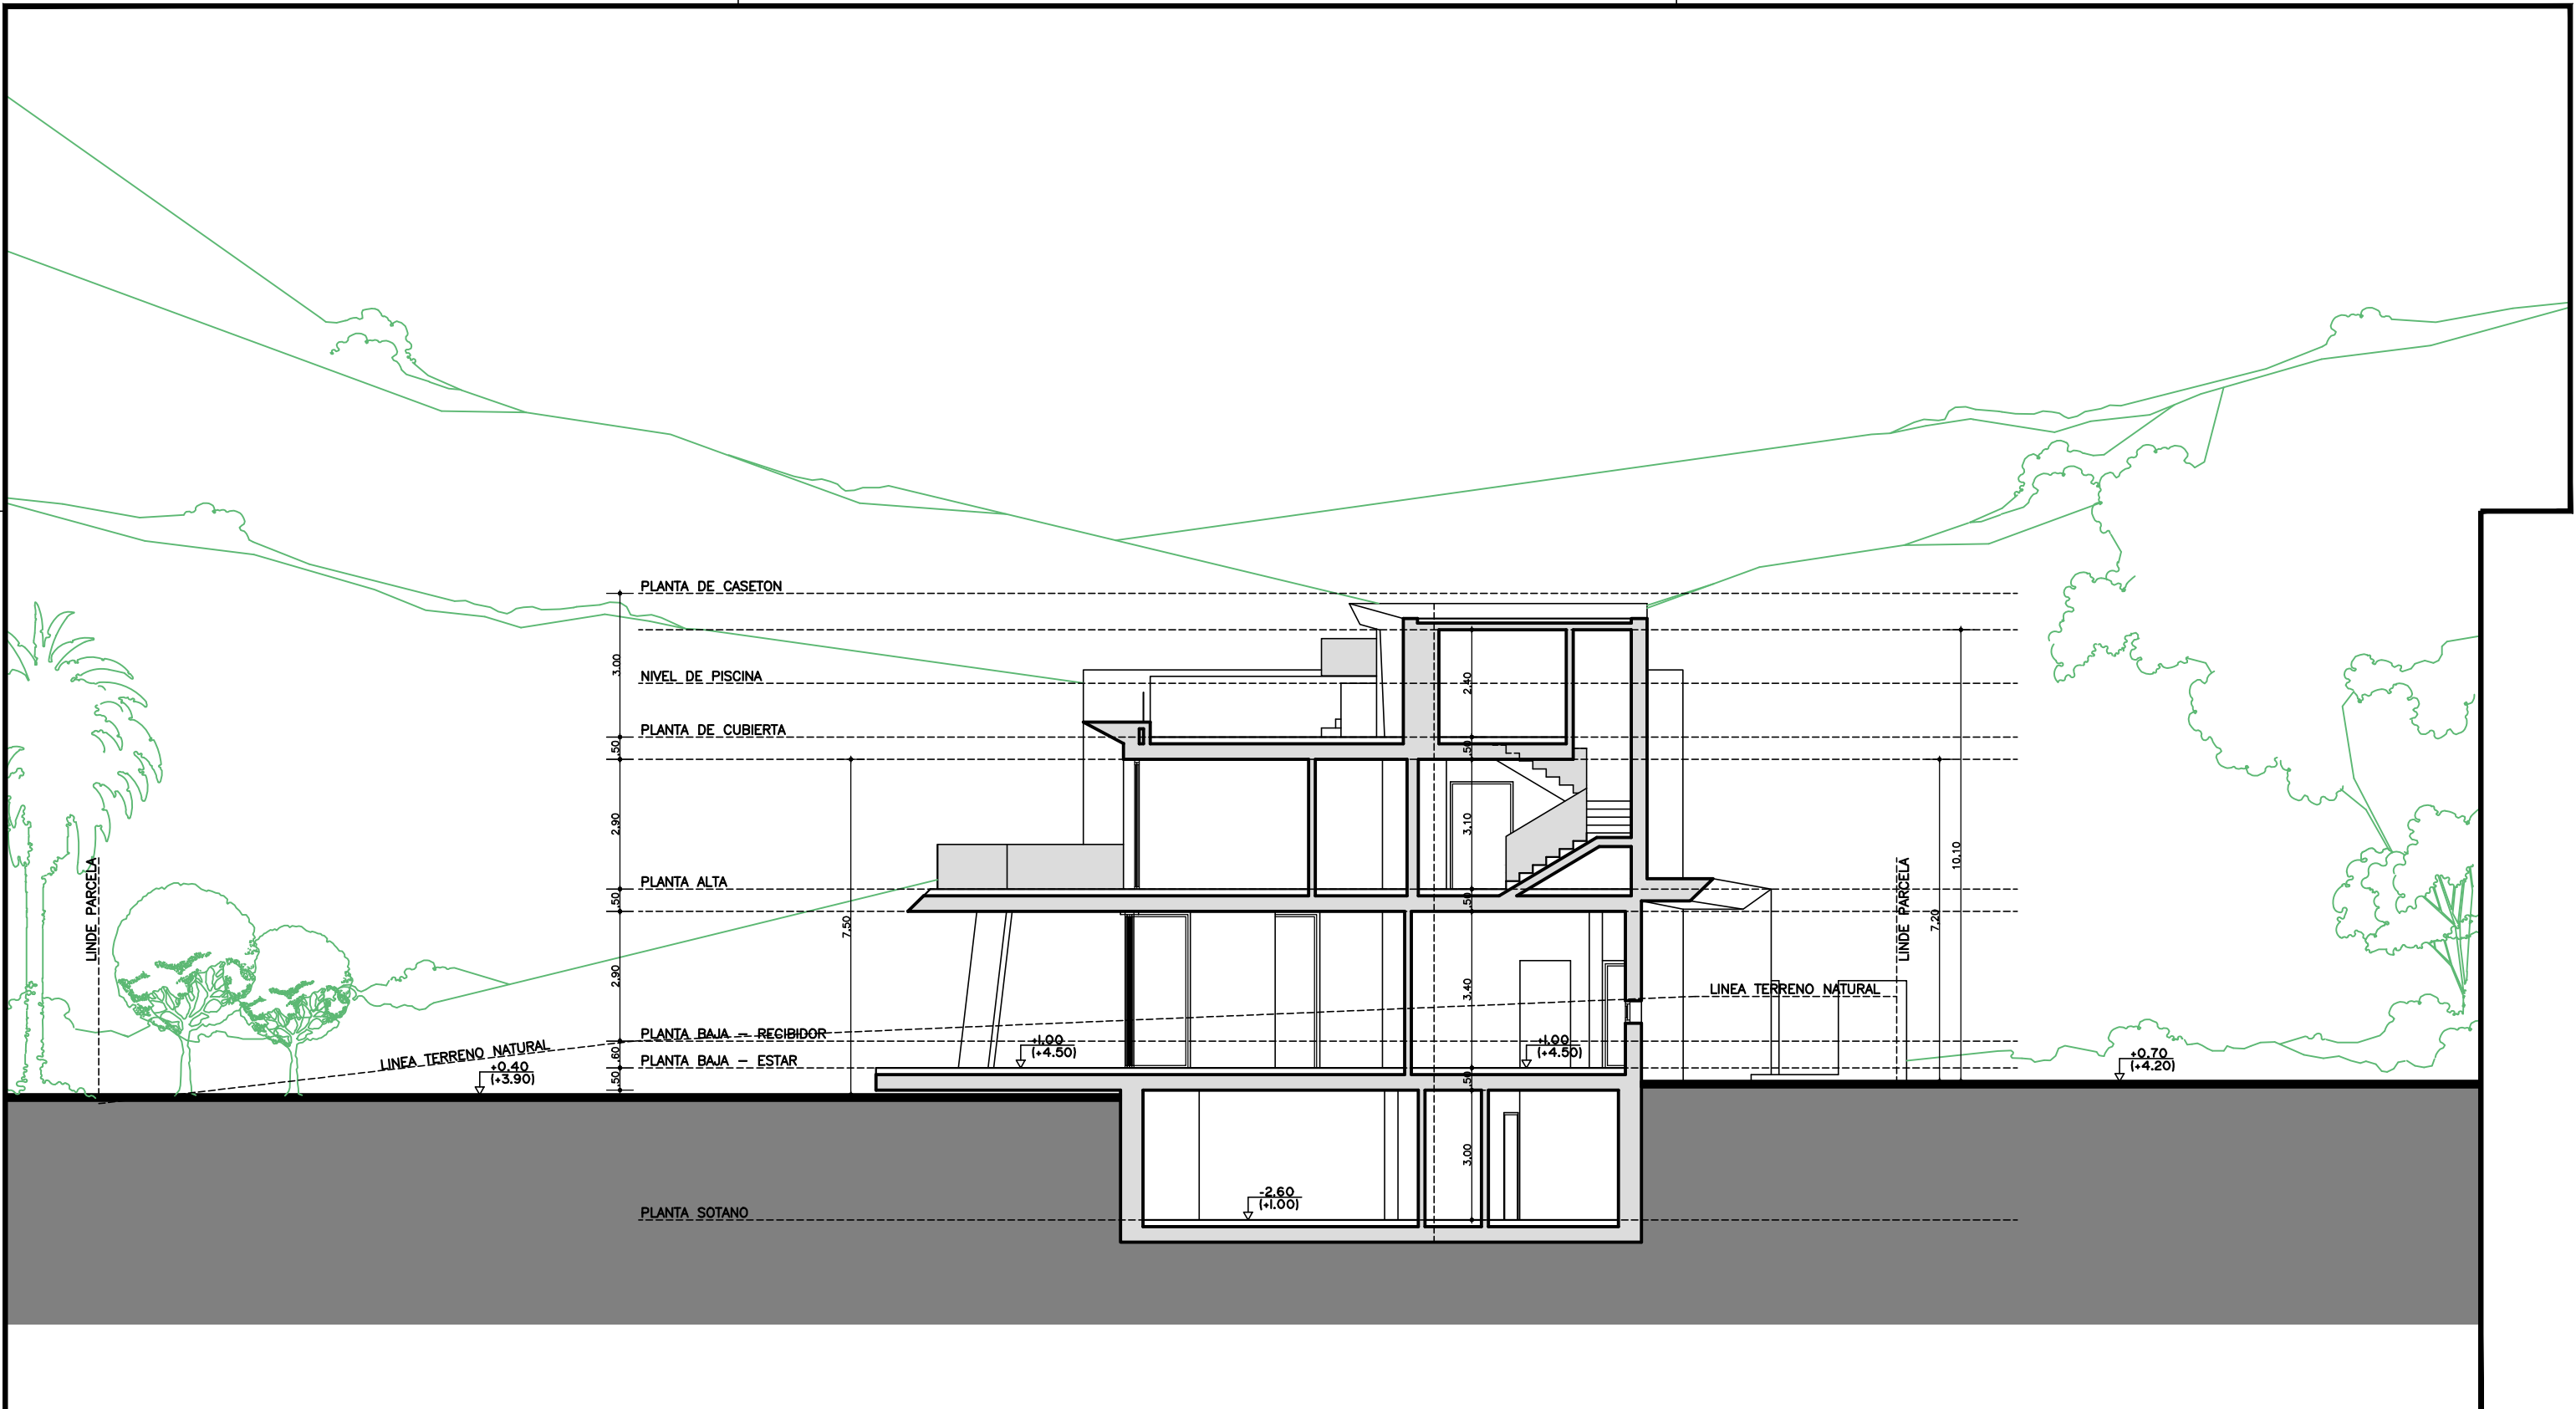 PLANTA DE CASETON
3.00
NIVEL DE PISCINA
2.40
PLANTA DE CUBIERTA
.50
.50
2.90
3.10
10.10
PLANTA ALTA
.50
.50
7.50
7.20
LINDE PARCELA
LINDE PARCELA
2.90
3.40
LINEA TERRENO NATURAL
PLANTA BAJA – RECIBIDOR
LINEA TERRENO NATURAL
.60
PLANTA BAJA – ESTAR
+1.00
(+4.50)
+1.00
(+4.50)
+0.40
(+3.90)
+0.70
(+4.20)
.50
.50
3.00
-2.60
(+1.00)
PLANTA SOTANO